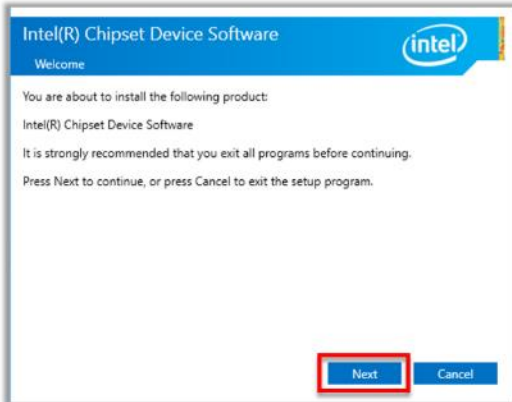 Intel(R) Chipset Device Software
intel
Welcome
You are about to install the following product:
Intel(R) Chipset Device Software
It is strongly recommended that you exit all programs before continuing.
Press Next to continue, or press Cancel to exit the setup program.
Next
Cancel